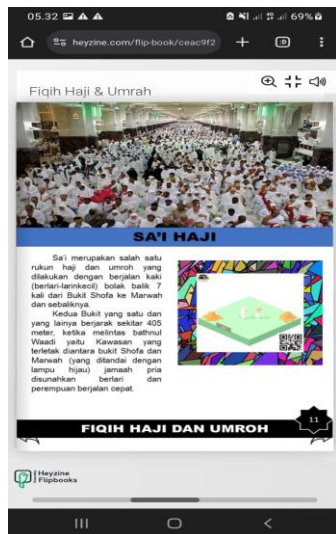 05.32
69%
heyzine.com/flip-book/ceac9f2
Fiqih Haji & Umrah
SA'I HAJI
Sa'i merupakan salah satu
rukun haji dan umroh yang
dilakukan dengan berjalan kaki
(berlari-larinkecil) bolak balik 7
kali dari Bukit Shofa ke Marwah
dan sebaliknya.
Kedua Bukit yang satu dan
yang lainya berjarak sekitar 405
meter, ketika melintas bathnul
Waadi yaitu Kawasan yang
terletak diantara bukit Shofa dan
Marwah (yang ditandai dengan
lampu hijau) jamaah pria
disunahkan berlari dan
perempuan berjalan cepat.
FIQIH HAJI DAN UMROH
11
Heyzine
Flipbooks